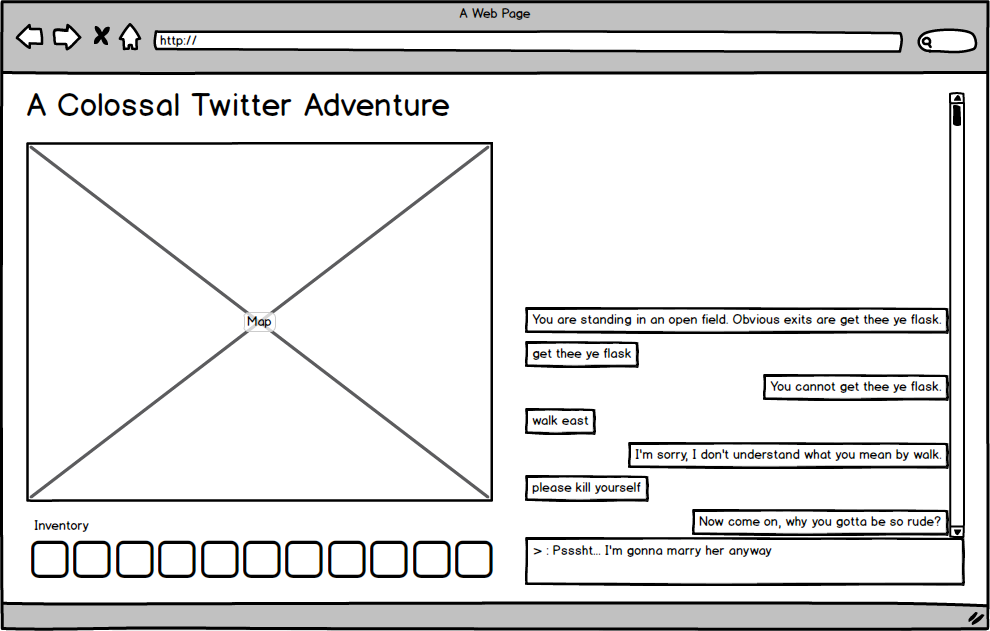 A Web Page
http://
A Colossal Twitter Adventure
Map
You are standing in an open field. Obvious exits are get thee ye flask.
get thee ye flask
You cannot get thee ye flask.
walk east
I'm sorry, I don't understand what you mean by walk.
please kill yourself
Now come on, why you gotta be so rude?
> : Psssht... I'm gonna marry her anyway
Inventory